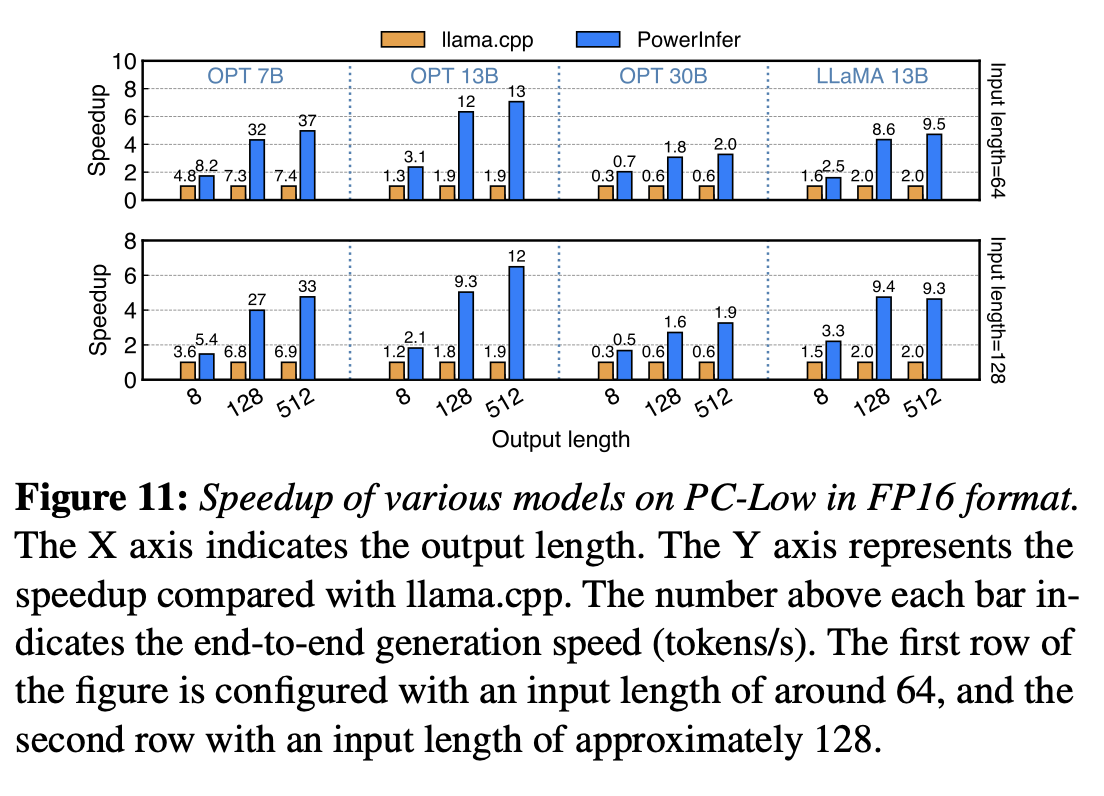 llama.cpp PowerInfer
10
8
6
4
2
0
Speedup
OPT 7B OPT 13B OPT 30B LLaMA 13B
4.8 8.2 7.3 32 7.4 37
1.3 3.1 1.9 12 1.9 13
0.3 0.7 0.6 1.8 0.6 2.0
1.6 2.5 2.0 8.6 2.0 9.5
Input length=64
8
6
4
2
0
Speedup
3.6 5.4 6.8 27 6.9 33
1.2 2.1 1.8 9.3 1.9 12
0.3 0.5 0.6 1.6 0.6 1.9
1.5 3.3 2.0 9.4 2.0 9.3
Input length=128
8 128 512 8 128 512 8 128 512 8 128 512
Output length
Figure 11: Speedup of various models on PC-Low in FP16 format.
The X axis indicates the output length. The Y axis represents the
speedup compared with llama.cpp. The number above each bar in-
dicates the end-to-end generation speed (tokens/s). The first row of
the figure is configured with an input length of around 64, and the
second row with an input length of approximately 128.